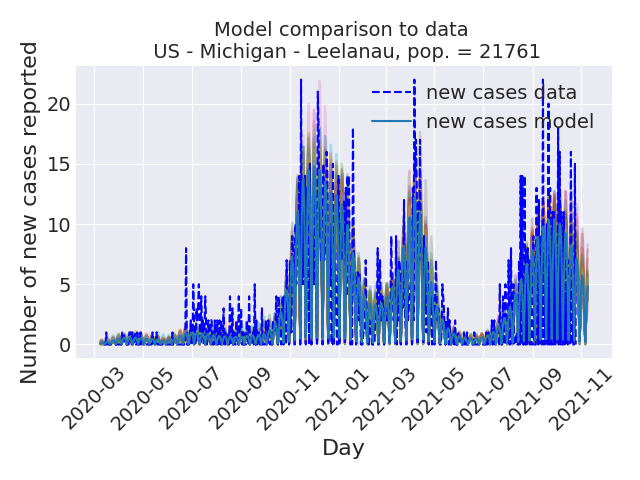 Model comparison to data
US - Michigan - Leelanau, pop. = 21761
Number of new cases reported
20
15
10
5
0
new cases data
new cases model
2020-03
2020-05
2020-07
2020-09
2020-11
2021-01
2021-03
2021-05
2021-07
2021-09
2021-11
Day